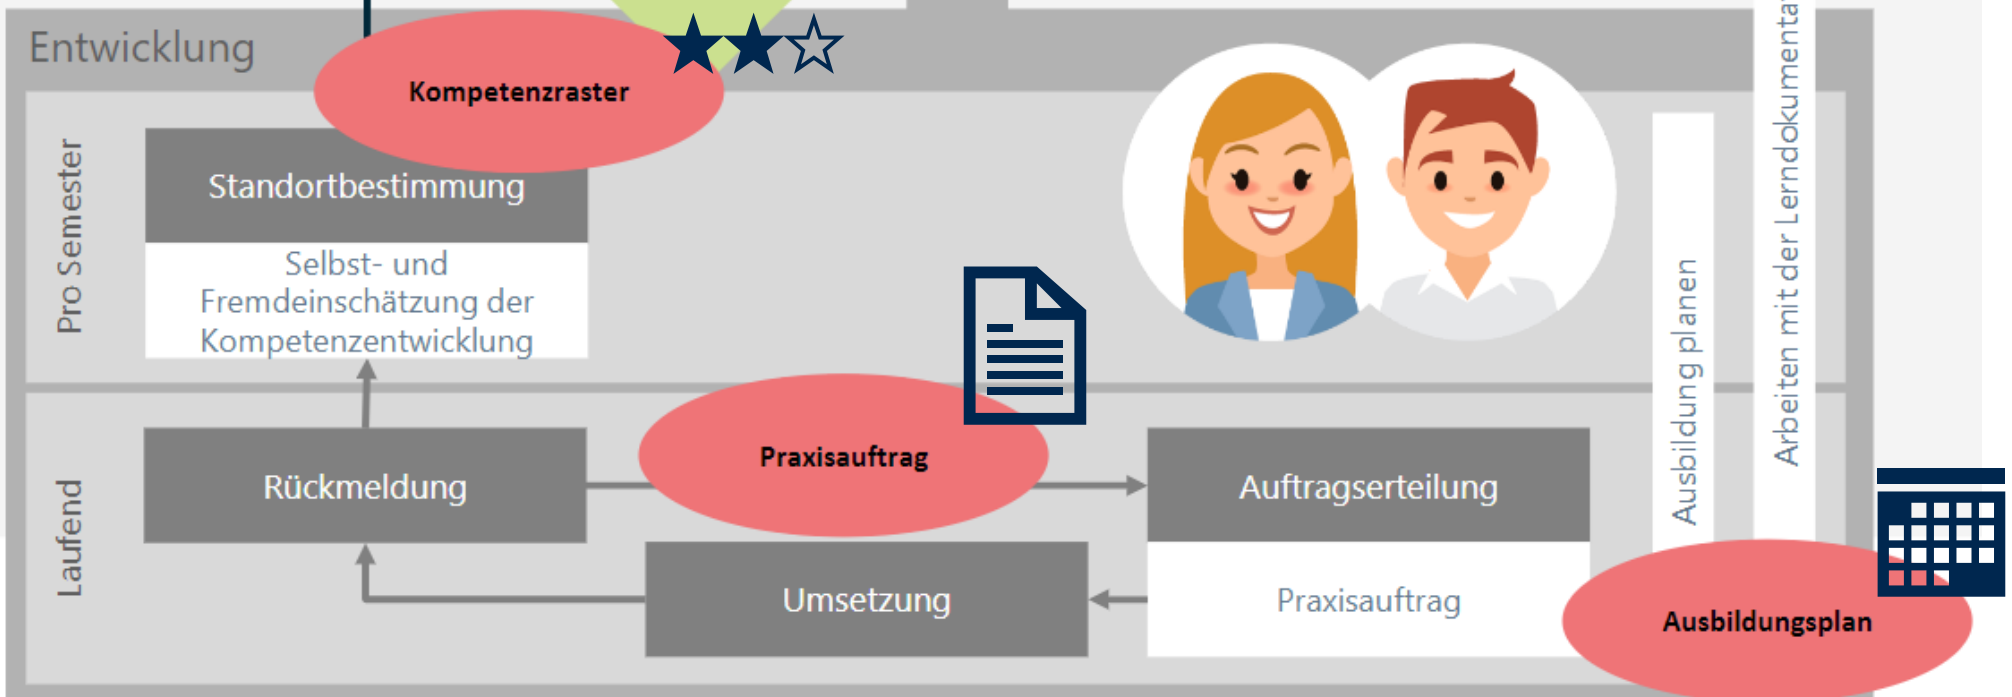 Entwicklung
Kompetenzraster
Pro Semester
Standortbestimmung
Selbst- und
Fremdeinschätzung der
Kompetenzentwicklung
Ausbildung planen
Arbeiten mit der Lerndokumenta
Laufend
Rückmeldung
Praxisauftrag
Auftragserteilung
Umsetzung
Praxisauftrag
Ausbildungsplan